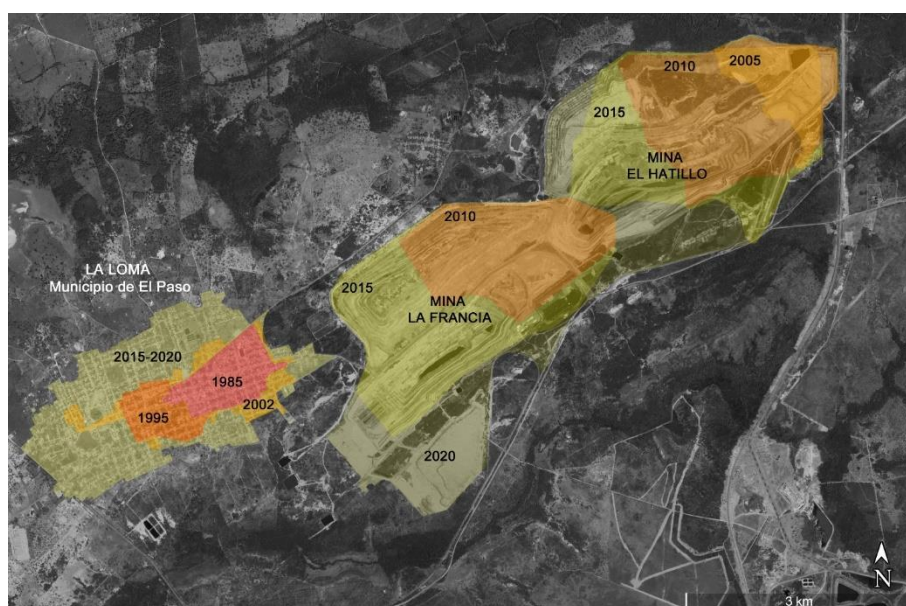 2010
2005
2015
MINA
EL HATILLO
2010
LA LOMA
Municipio de El Paso
2015
MINA
LA FRANCIA
2015-2020
1985
1995
2002
2020
N
3 km